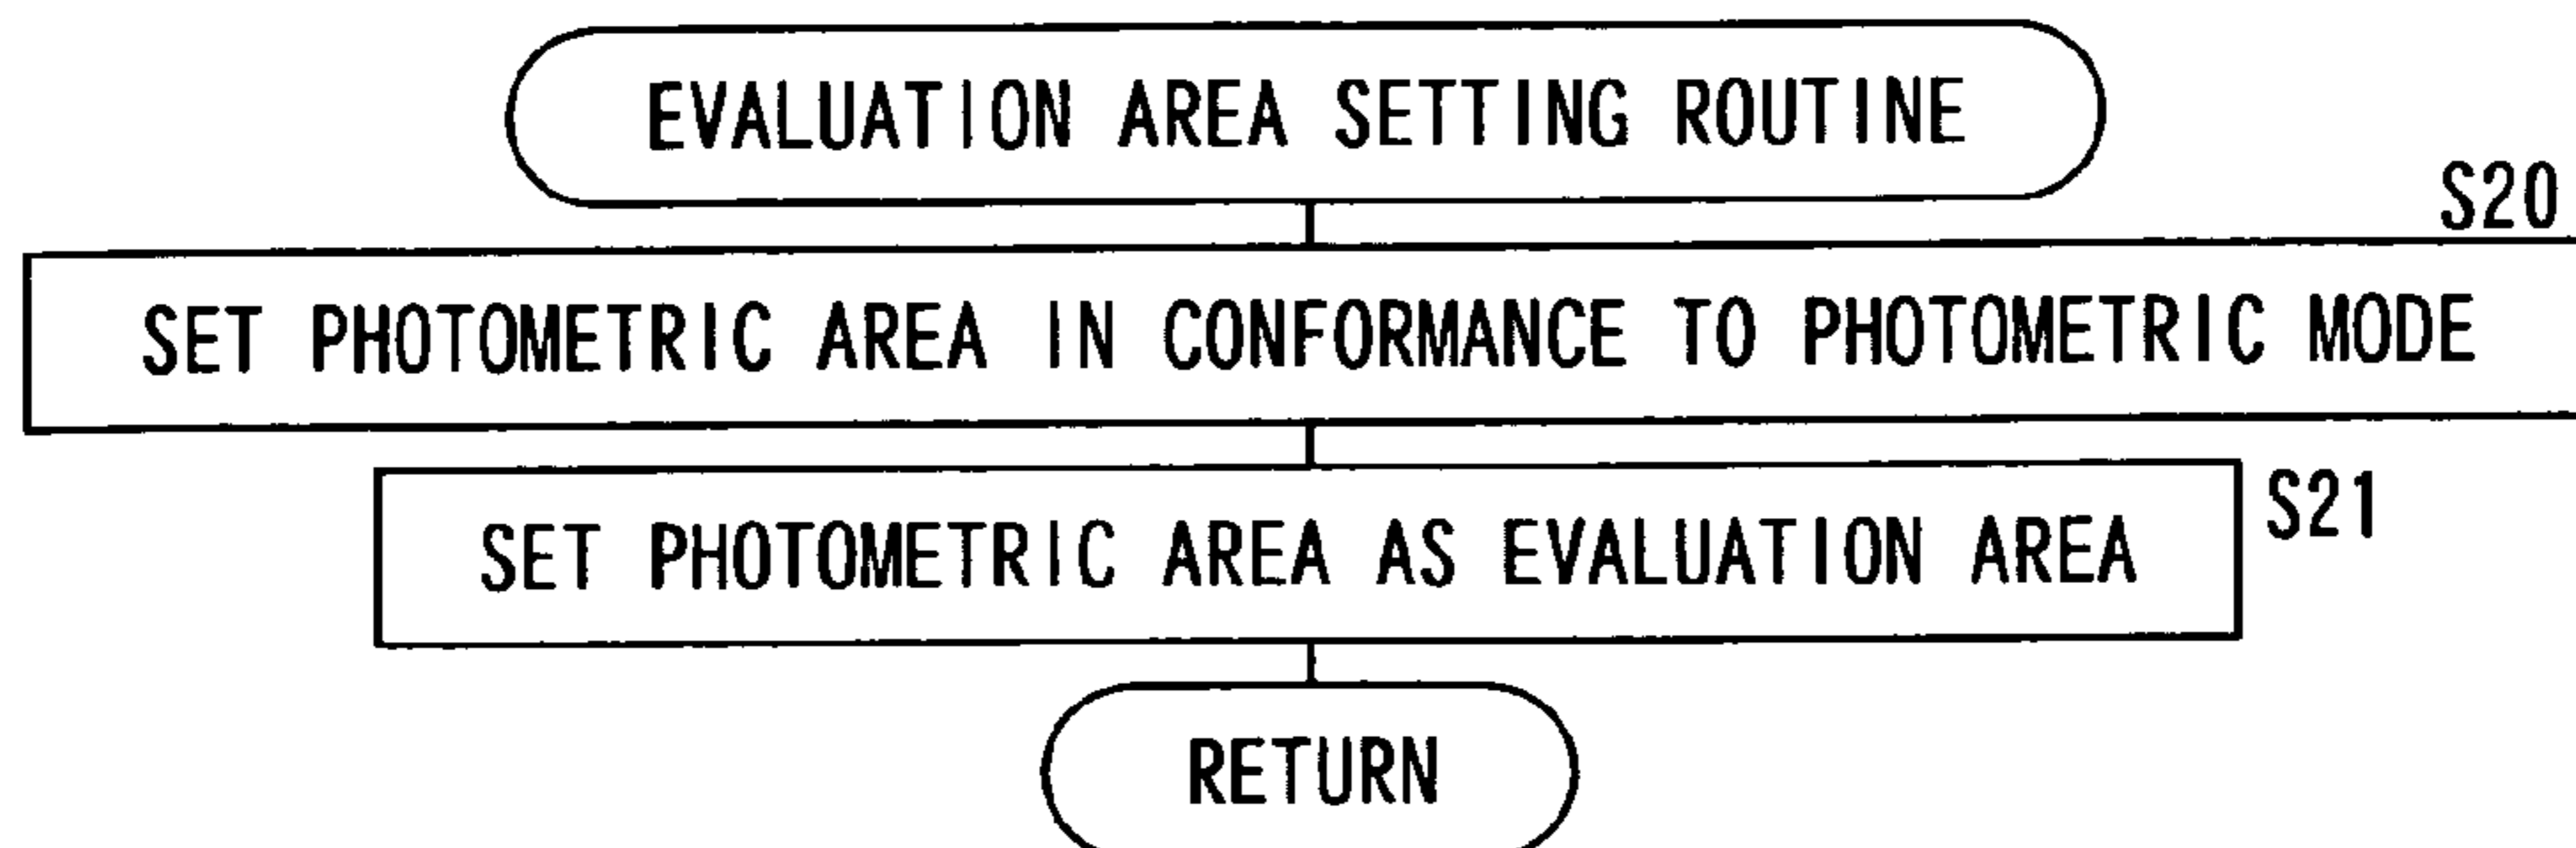 EVALUATION AREA SETTING ROUTINE
S20
SET PHOTOMETRIC AREA IN CONFORMANCE TO PHOTOMETRIC MODE
SET PHOTOMETRIC AREA AS EVALUATION AREA
S21
RETURN